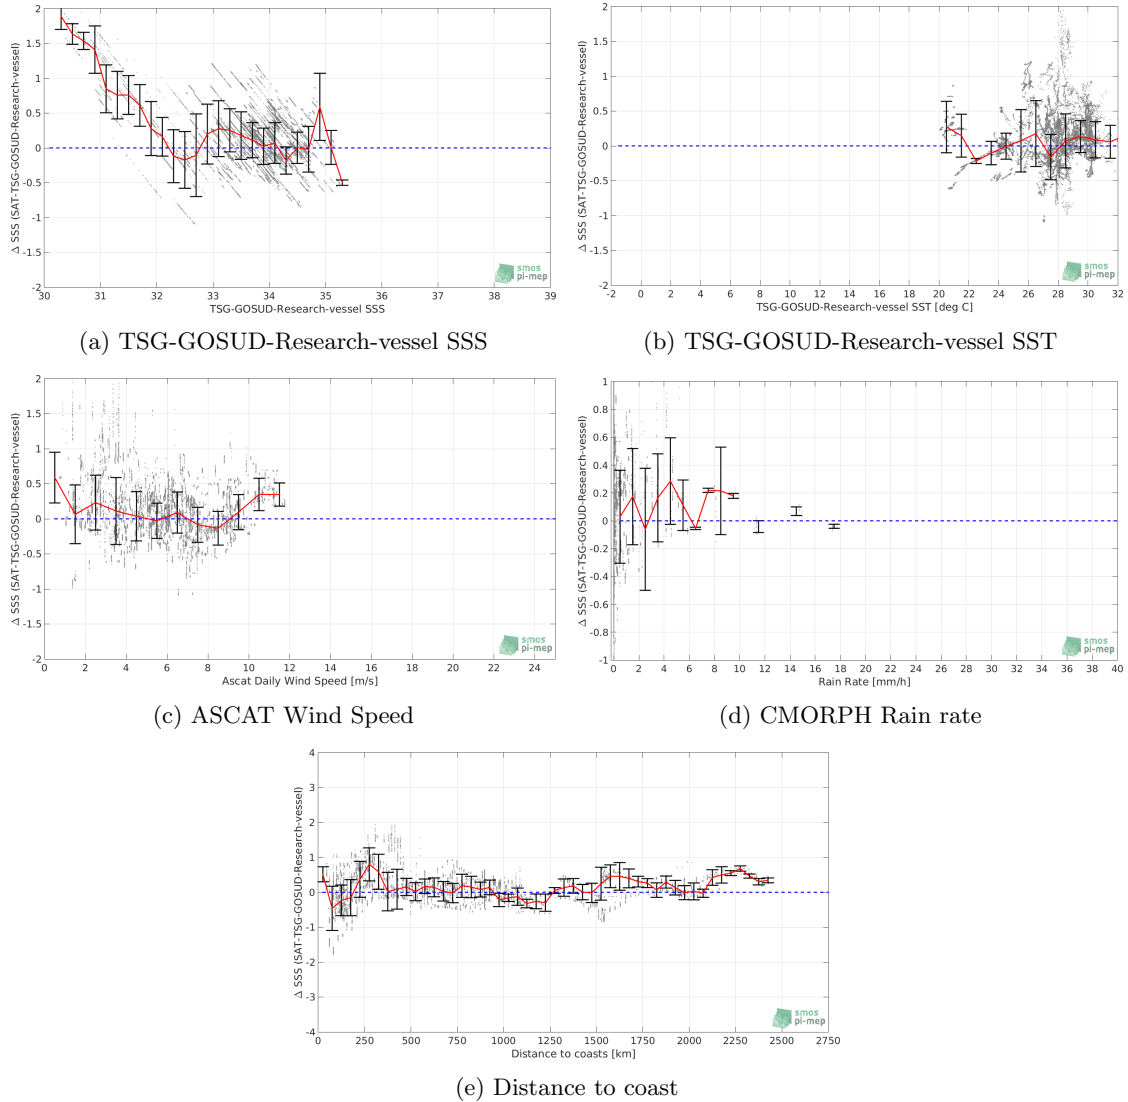 2
1.5
1
0.5
0
-0.5
-1
-1.5
-2
Δ SSS (SAT-TSG-GOSUD-Research-vessel)
30 31 32 33 34 35 36 37 38 39
TSG-GOSUD-Research-vessel SSS
smos
pi-mep
(a) TSG-GOSUD-Research-vessel SSS
2
1.5
1
0.5
0
-0.5
-1
-1.5
-2
Δ SSS (SAT-TSG-GOSUD-Research-vessel)
-2 0 2 4 6 8 10 12 14 16 18 20 22 24 26 28 30 32
TSG-GOSUD-Research-vessel SST [deg C]
smos
pi-mep
(b) TSG-GOSUD-Research-vessel SST
2
1.5
1
0.5
0
-0.5
-1
-1.5
-2
Δ SSS (SAT-TSG-GOSUD-Research-vessel)
0 2 4 6 8 10 12 14 16 18 20 22 24
Ascat Daily Wind Speed [m/s]
smos
pi-mep
(c) ASCAT Wind Speed
1
0.8
0.6
0.4
0.2
0
-0.2
-0.4
-0.6
-0.8
-1
Δ SSS (SAT-TSG-GOSUD-Research-vessel)
0 2 4 6 8 10 12 14 16 18 20 22 24 26 28 30 32 34 36 38 40
Rain Rate [mm/h]
smos
pi-mep
(d) CMORPH Rain rate
4
3
2
1
0
-1
-2
-3
-4
Δ SSS (SAT-TSG-GOSUD-Research-vessel)
0 250 500 750 1000 1250 1500 1750 2000 2250 2500 2750
Distance to coasts [km]
smos
pi-mep
(e) Distance to coast